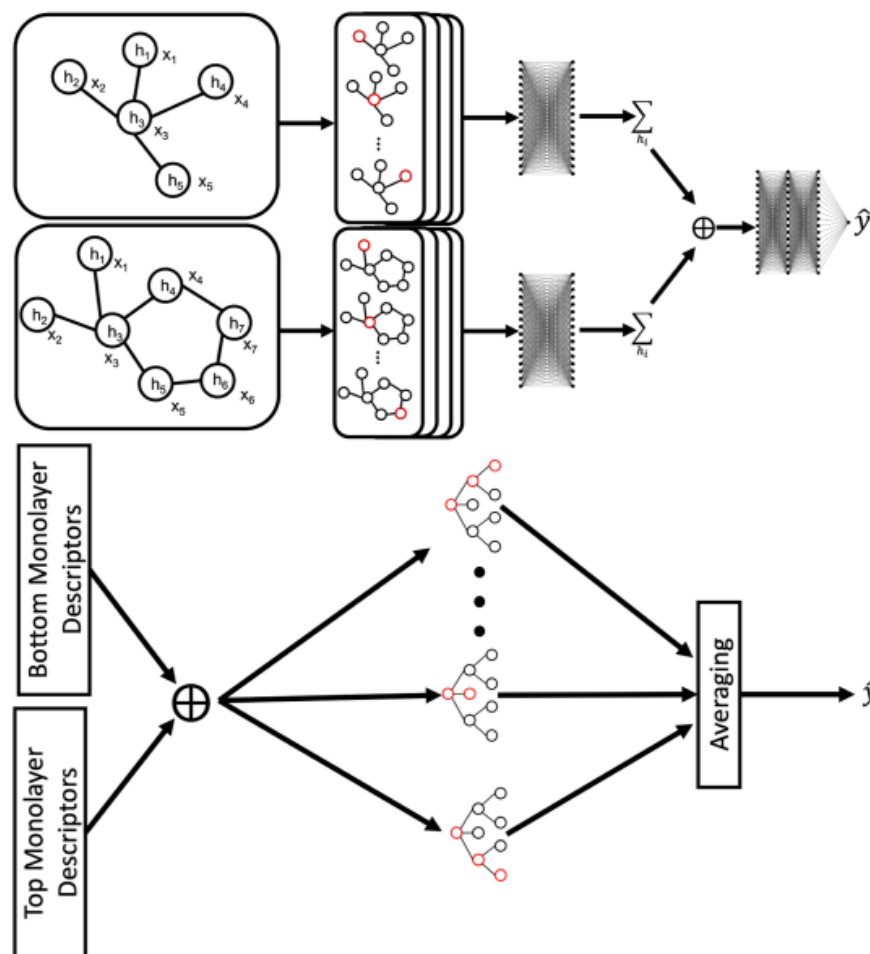 h₁ x₁
h₂ x₂
h₄ x₄
h₃ x₃
h₅ x₅
...
∑
hᵢ
h₁ x₁
x₄
h₄
h₂ x₂
h₃ x₃
h₇ x₇
h₅ x₅
h₆ x₆
...
∑
hᵢ
⊕
ŷ
Bottom Monolayer
Descriptors
Top Monolayer
Descriptors
⊕
Averaging